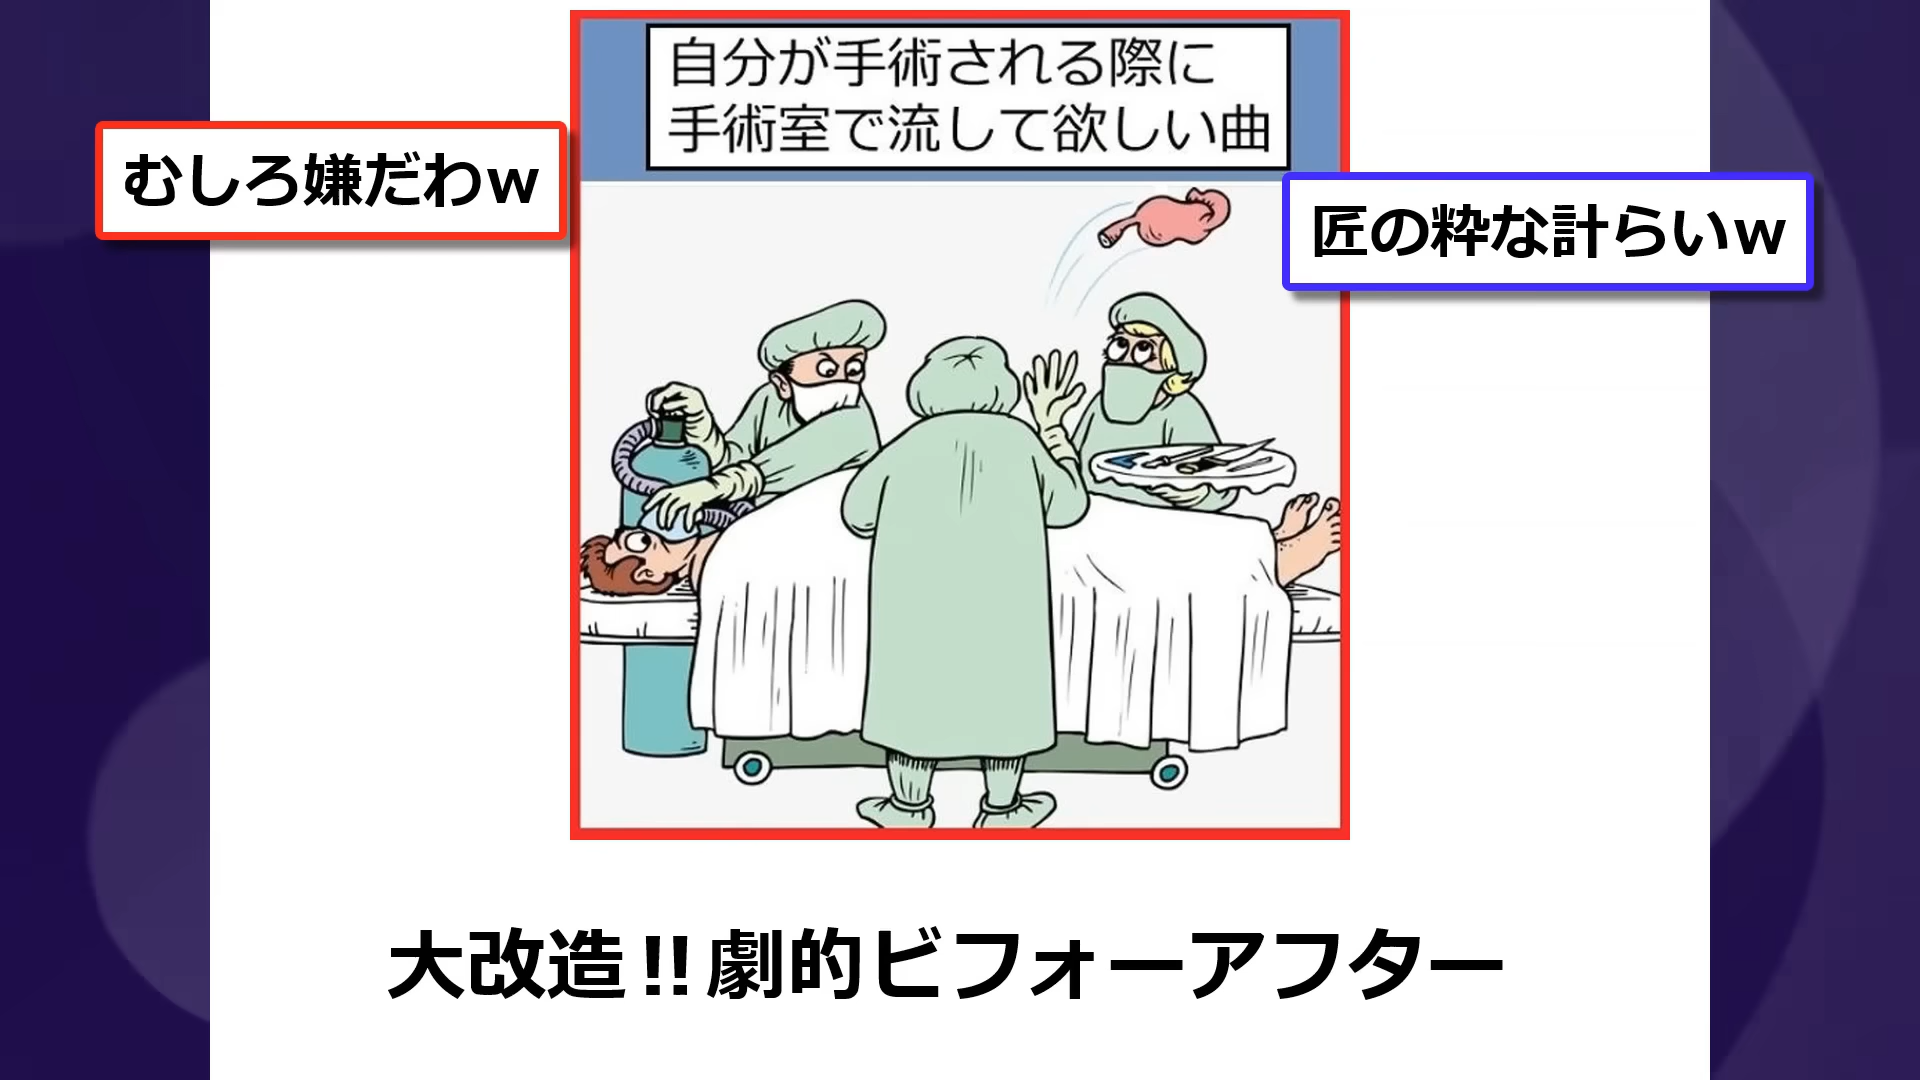 自分が手術される際に
手術室で流して欲しい曲
むしろ嫌だわw
匠の粋な計らいw
大改造!!劇的ビフォーアフター